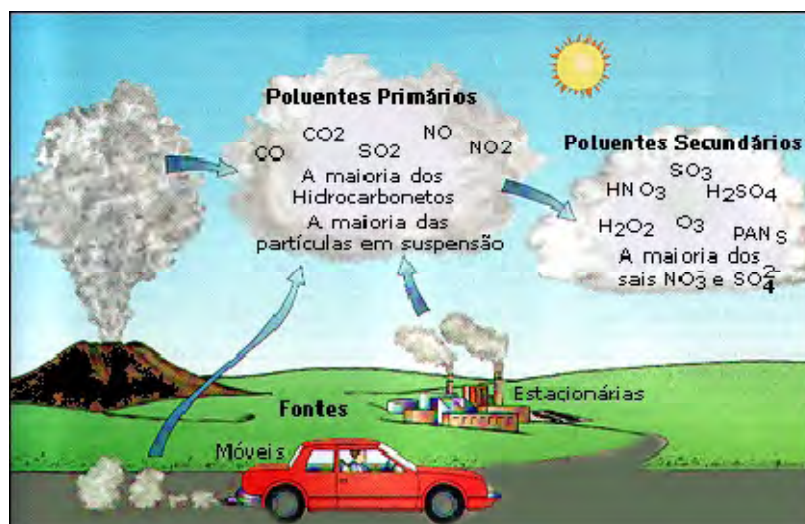 Poluentes Primários
CO CO2 SO2 NO NO2
A maioria dos
Hidrocarbonetos
A maioria das
partículas em suspensão
Poluentes Secundários
SO3
HNO3 H2SO4
H2O2 O3 PANS
A maioria dos
sais NO3̄ e SO4²⁻
Fontes
Estacionárias
Móveis